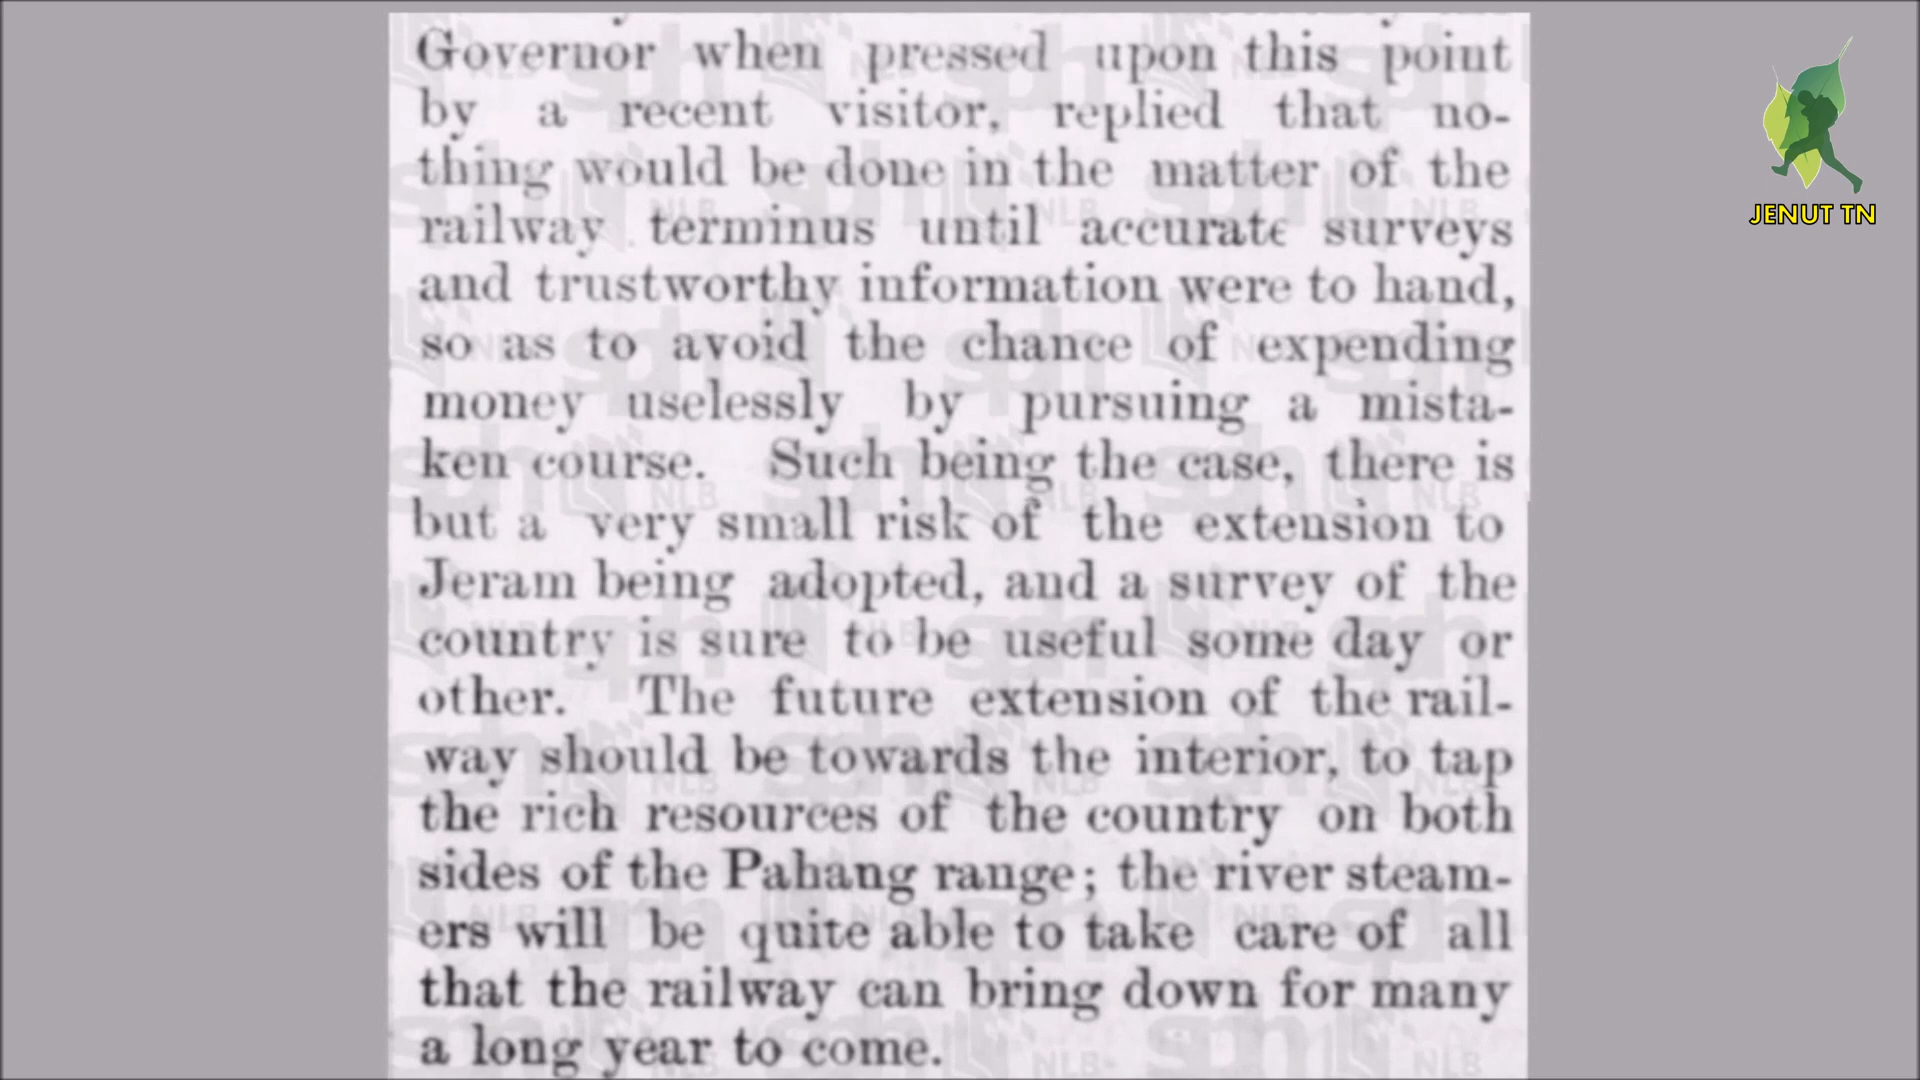 Governor when pressed upon this point
by a recent visitor, replied that no-
thing would be done in the matter of the
railway terminus until accurate surveys
and trustworthy information were to hand,
so as to avoid the chance of expending
money uselessly by pursuing a mista-
ken course. Such being the case, there is
but a very small risk of the extension to
Jeram being adopted, and a survey of the
country is sure to be useful some day or
other. The future extension of the rail-
way should be towards the interior, to tap
the rich resources of the country on both
sides of the Pahang range; the river steam-
ers will be quite able to take care of all
that the railway can bring down for many
a long year to come.
JENUT TN